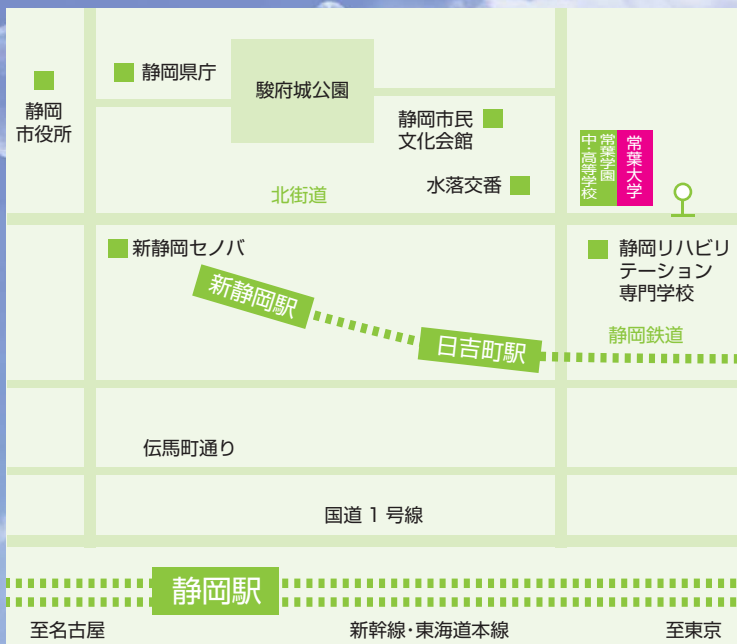 静岡県庁
駿府城公園
静岡
市役所
静岡市民
文化会館
常葉学園
中・高等学校
常葉大学
水落交番
北街道
新静岡セノバ
静岡リハビリ
テーション
専門学校
新静岡駅
日吉町駅
静岡鉄道
伝馬町通り
国道 1 号線
静岡駅
至名古屋
新幹線・東海道本線
至東京